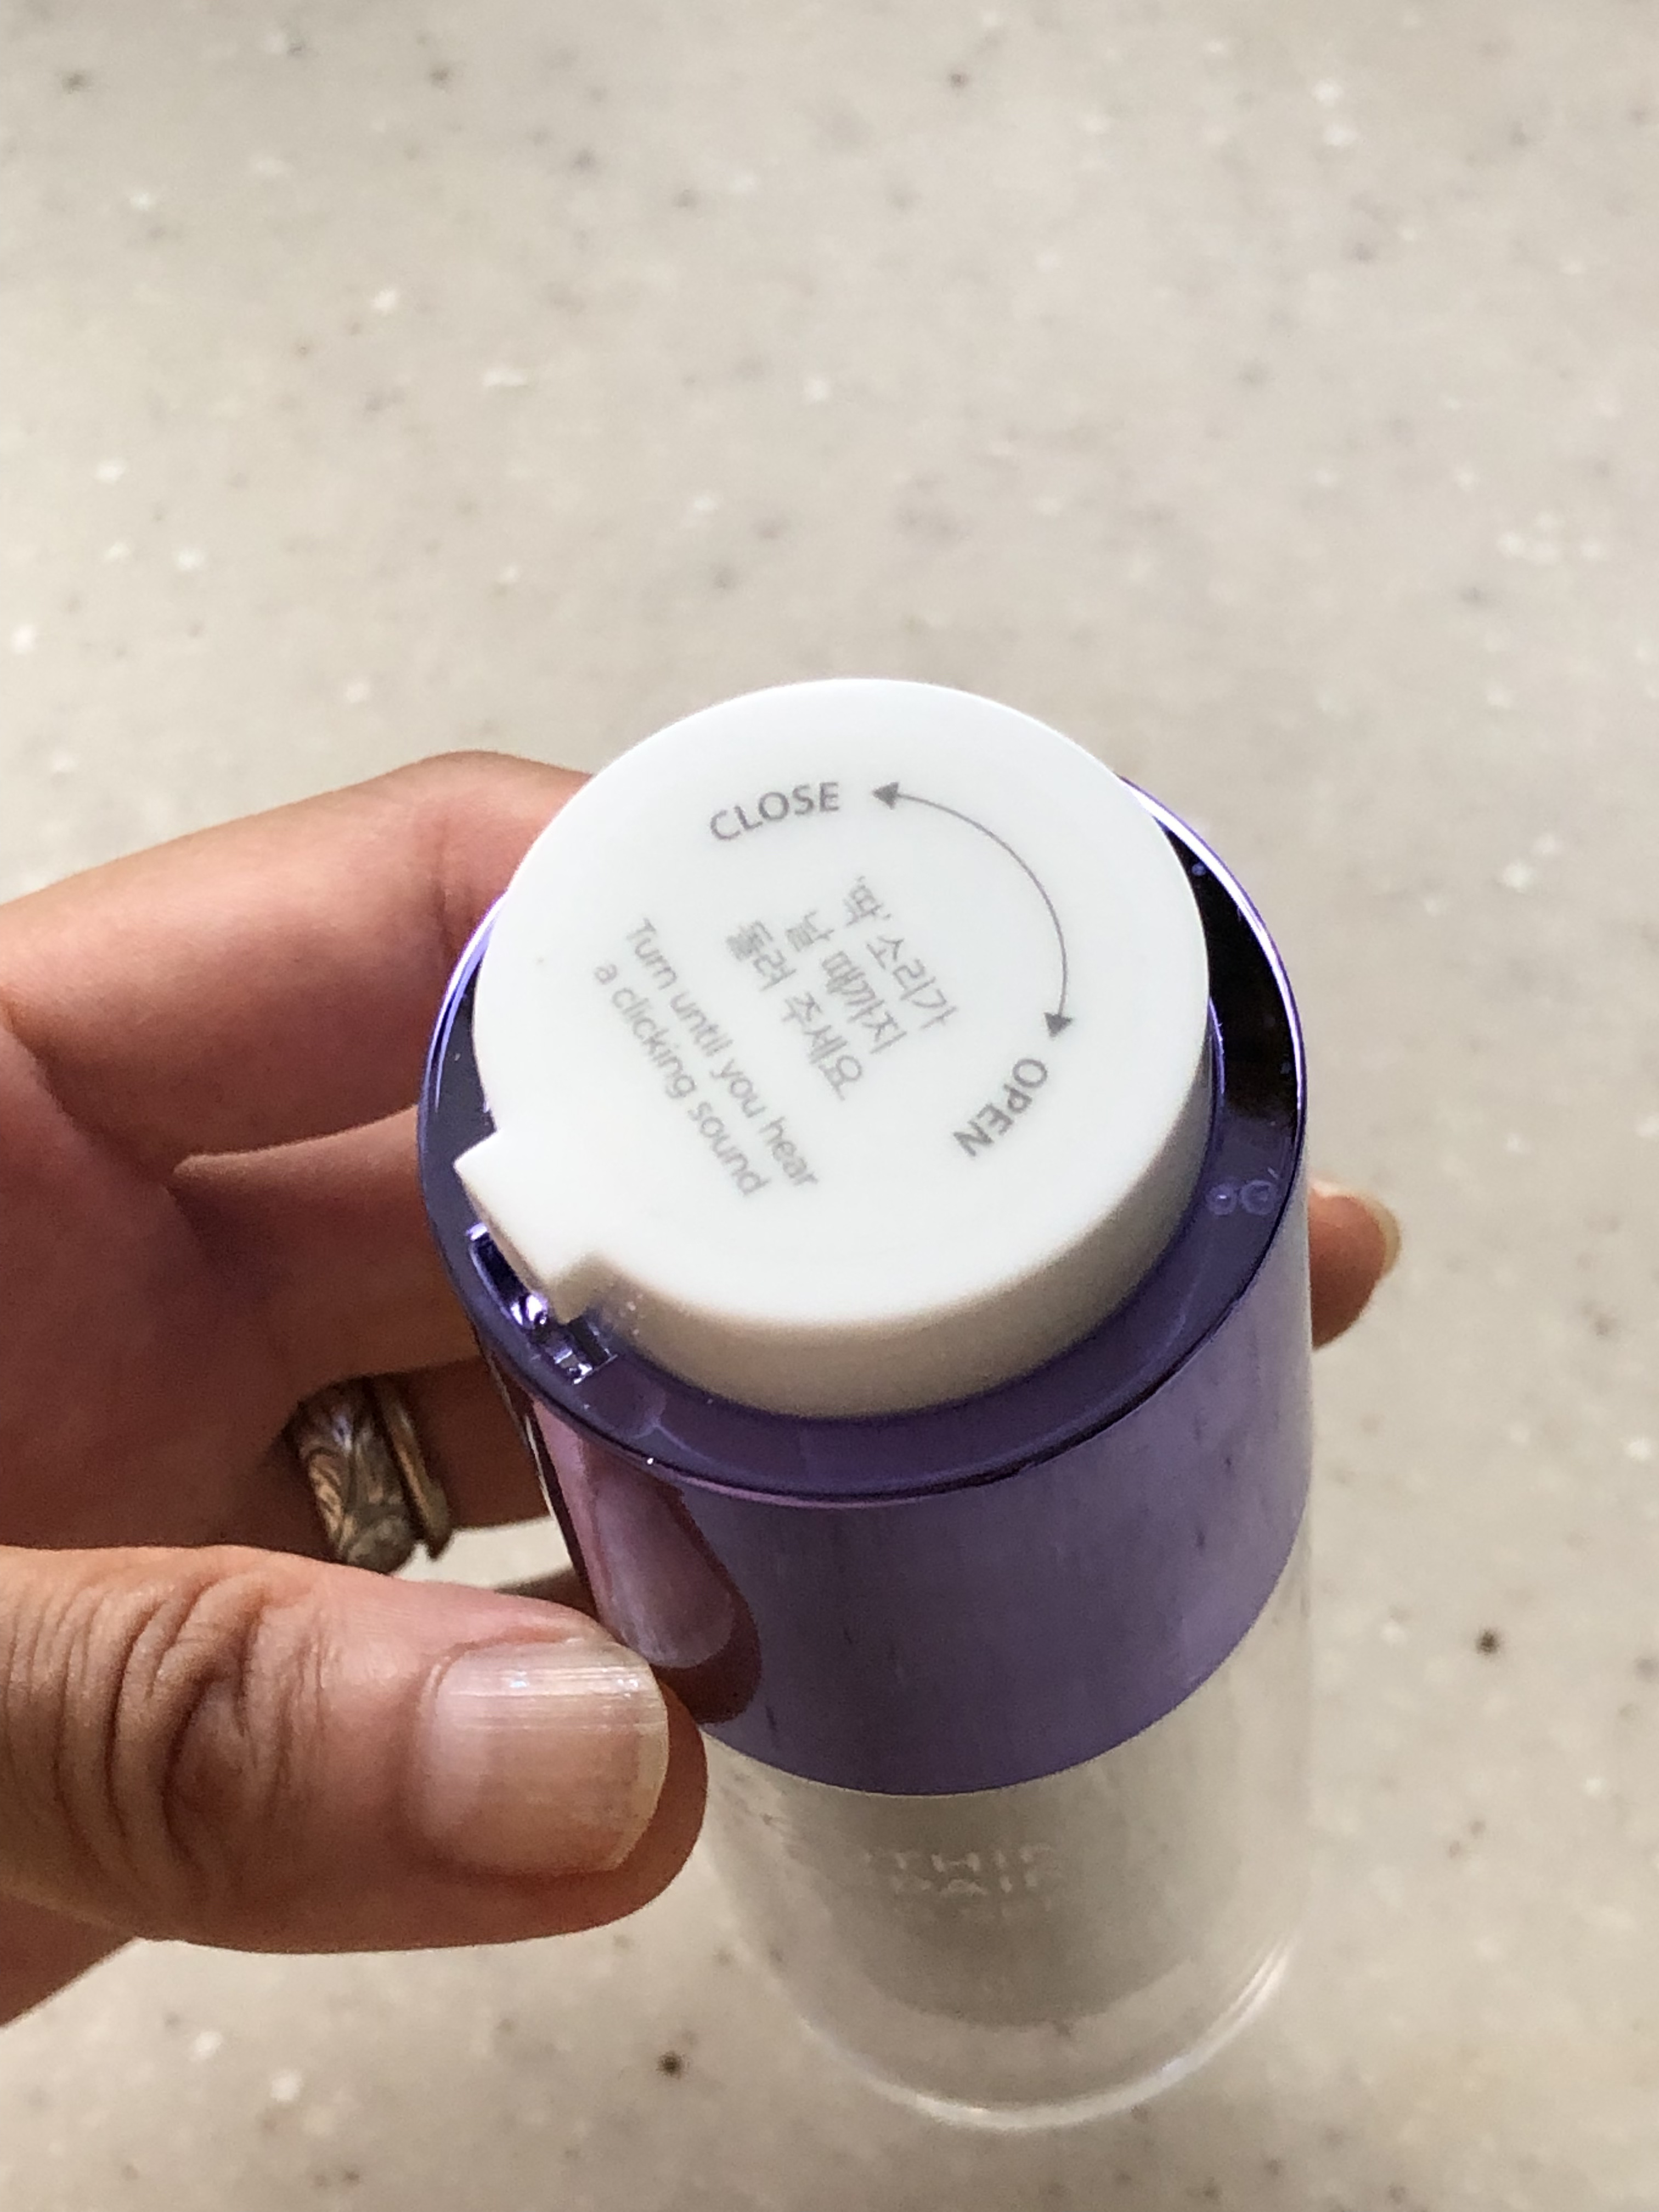 CLOSE
OPEN
'딱' 소리가
날 때까지
돌려 주세요
Turn until you hear
a clicking sound